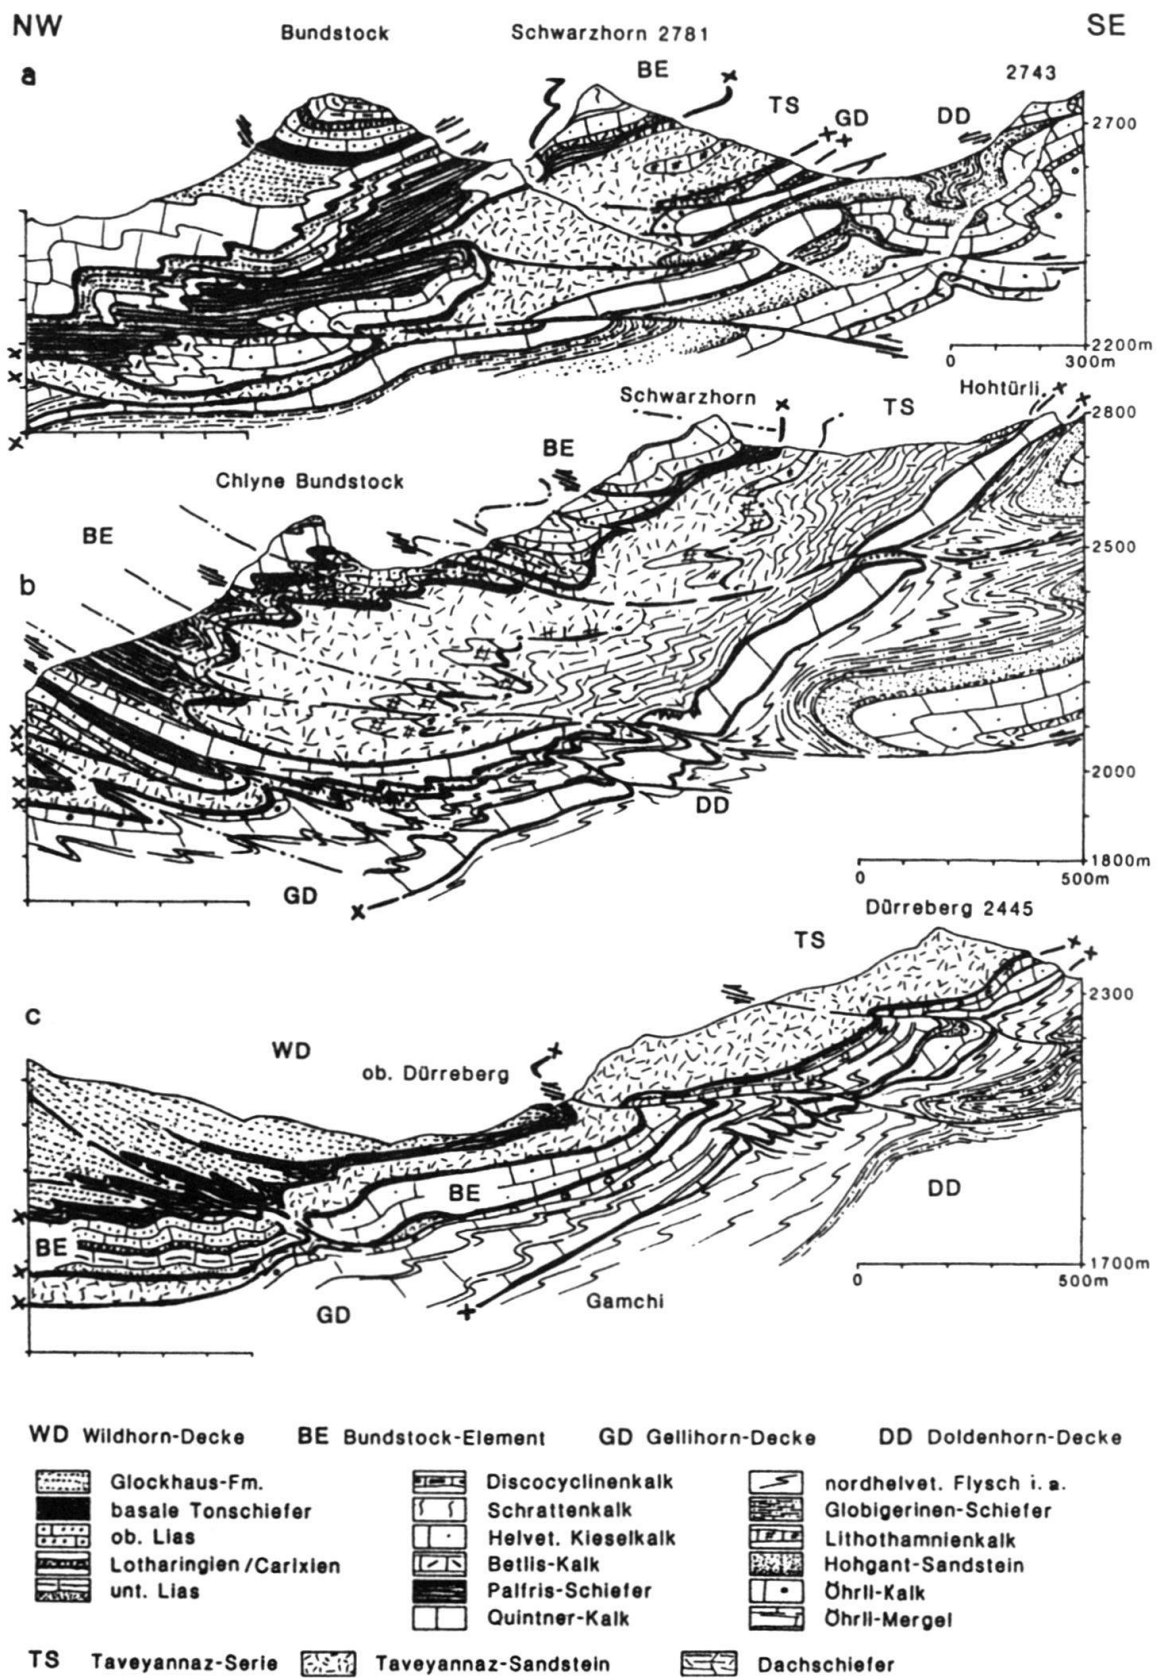 NW SE
Bundstock Schwarzhorn 2781
a
BE
2743
TS GD DD
2700
2200m
0 300m
Schwarzhorn TS Hohtürli
2800
BE
Chlyne Bundstock
BE
2500
b
2000
DD
1800m
GD
0 500m
Dürreberg 2445
TS
2300
c
WD
ob. Dürreberg
BE
DD
BE
1700m
0 500m
GD
Gamchi
WD Wildhorn-Decke BE Bundstock-Element GD Gellihorn-Decke DD Doldenhorn-Decke
Glockhaus-Fm. Discocyclinenkalk nordhelvet. Flysch i. a.
basale Tonschiefer Schrattenkalk Globigerinen-Schiefer
ob. Lias Helvet. Kieselkalk Lithothamnienkalk
Lotharingien/Carixien Betlis-Kalk Hohgant-Sandstein
unt. Lias Palfris-Schiefer Öhrli-Kalk
Quintner-Kalk Öhrli-Mergel
TS Taveyannaz-Serie Taveyannaz-Sandstein Dachschiefer